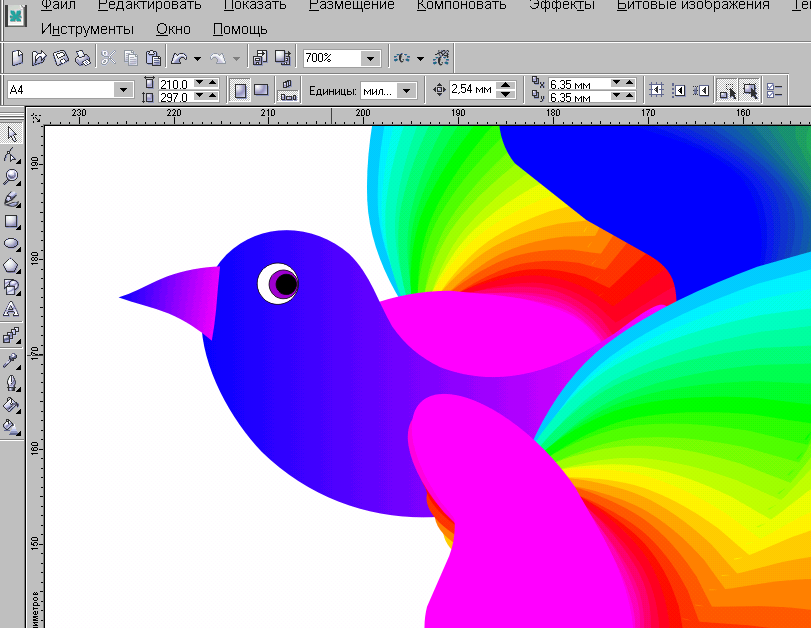 Файл Редактировать Показать Размещение Компоновать Эффекты Битовые изображения
Инструменты Окно Помощь
700%
A4 210,0 297,0 Единицы: мил... 2,54 мм 6,35 мм 6,35 мм
230 220 210 200 190 180 170 160
190
180
170
160
150